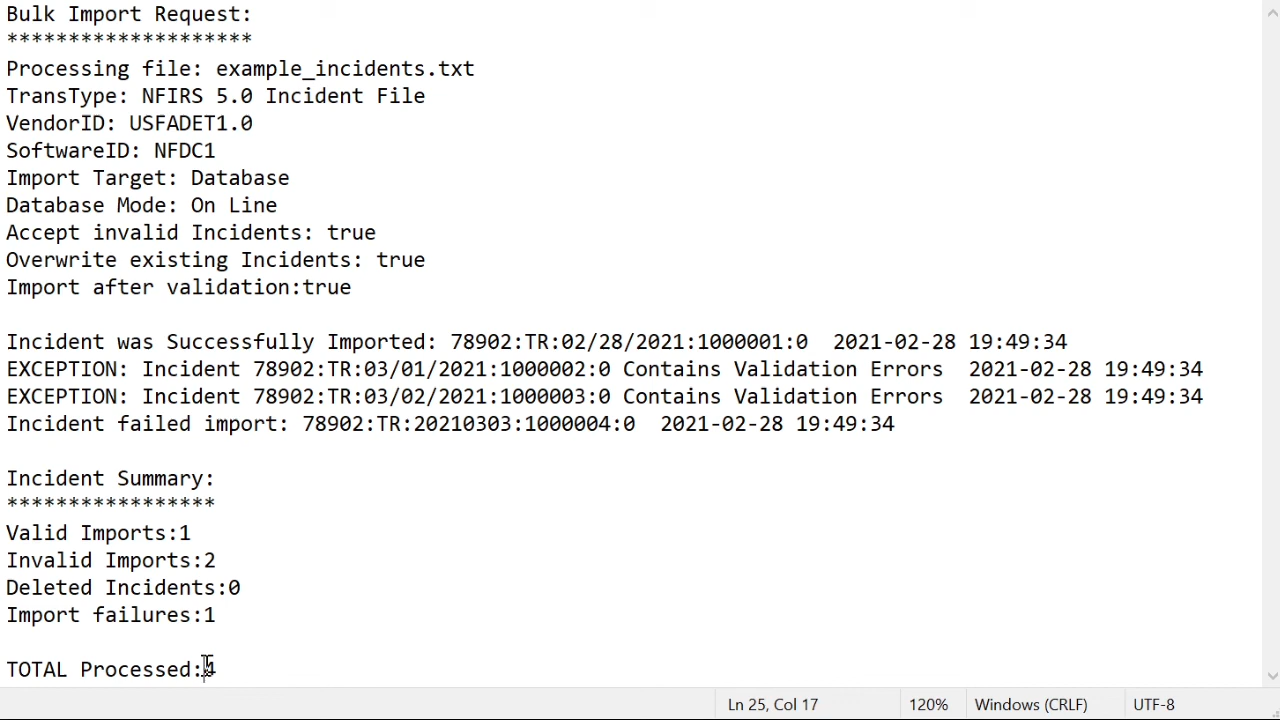 Bulk Import Request:
********************
Processing file: example_incidents.txt
TransType: NFIRS 5.0 Incident File
VendorID: USFADET1.0
SoftwareID: NFDC1
Import Target: Database
Database Mode: On Line
Accept invalid Incidents: true
Overwrite existing Incidents: true
Import after validation:true
Incident was Successfully Imported: 78902:TR:02/28/2021:1000001:0  2021-02-28 19:49:34
EXCEPTION: Incident 78902:TR:03/01/2021:1000002:0 Contains Validation Errors  2021-02-28 19:49:34
EXCEPTION: Incident 78902:TR:03/02/2021:1000003:0 Contains Validation Errors  2021-02-28 19:49:34
Incident failed import: 78902:TR:20210303:1000004:0  2021-02-28 19:49:34
Incident Summary:
*****************
Valid Imports:1
Invalid Imports:2
Deleted Incidents:0
Import failures:1
TOTAL Processed:4
Ln 25, Col 17 120% Windows (CRLF) UTF-8